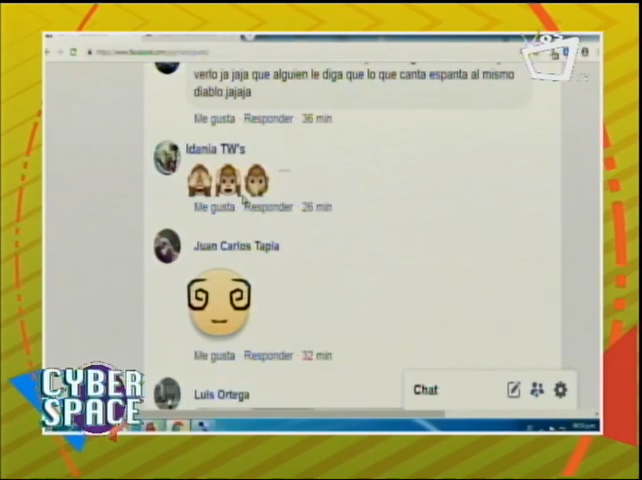 verlo ja jaja que alguien le diga que lo que canta espanta al mismo
diablo jajaja
Me gusta · Responder · 36 min
Idania TW's
Me gusta · Responder · 26 min
Juan Carlos Tapia
Me gusta · Responder · 32 min
Luis Ortega
Chat
CYBER
SPACE